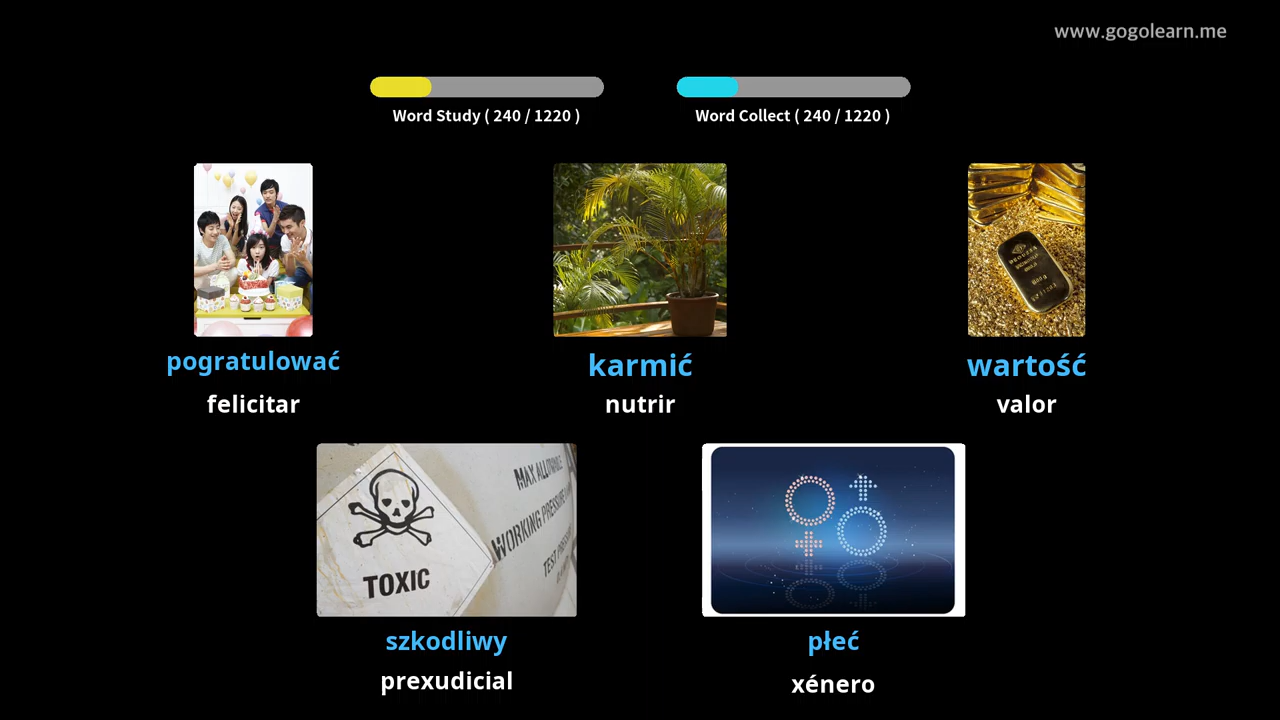 www.gogolearn.me
Word Study ( 240 / 1220 )
Word Collect ( 240 / 1220 )
pogratulować
felicitar
karmić
nutrir
wartość
valor
TOXIC
MAX ALLOWABLE
WORKING PRESSURE
TEST
szkodliwy
prexudicial
płeć
xénero